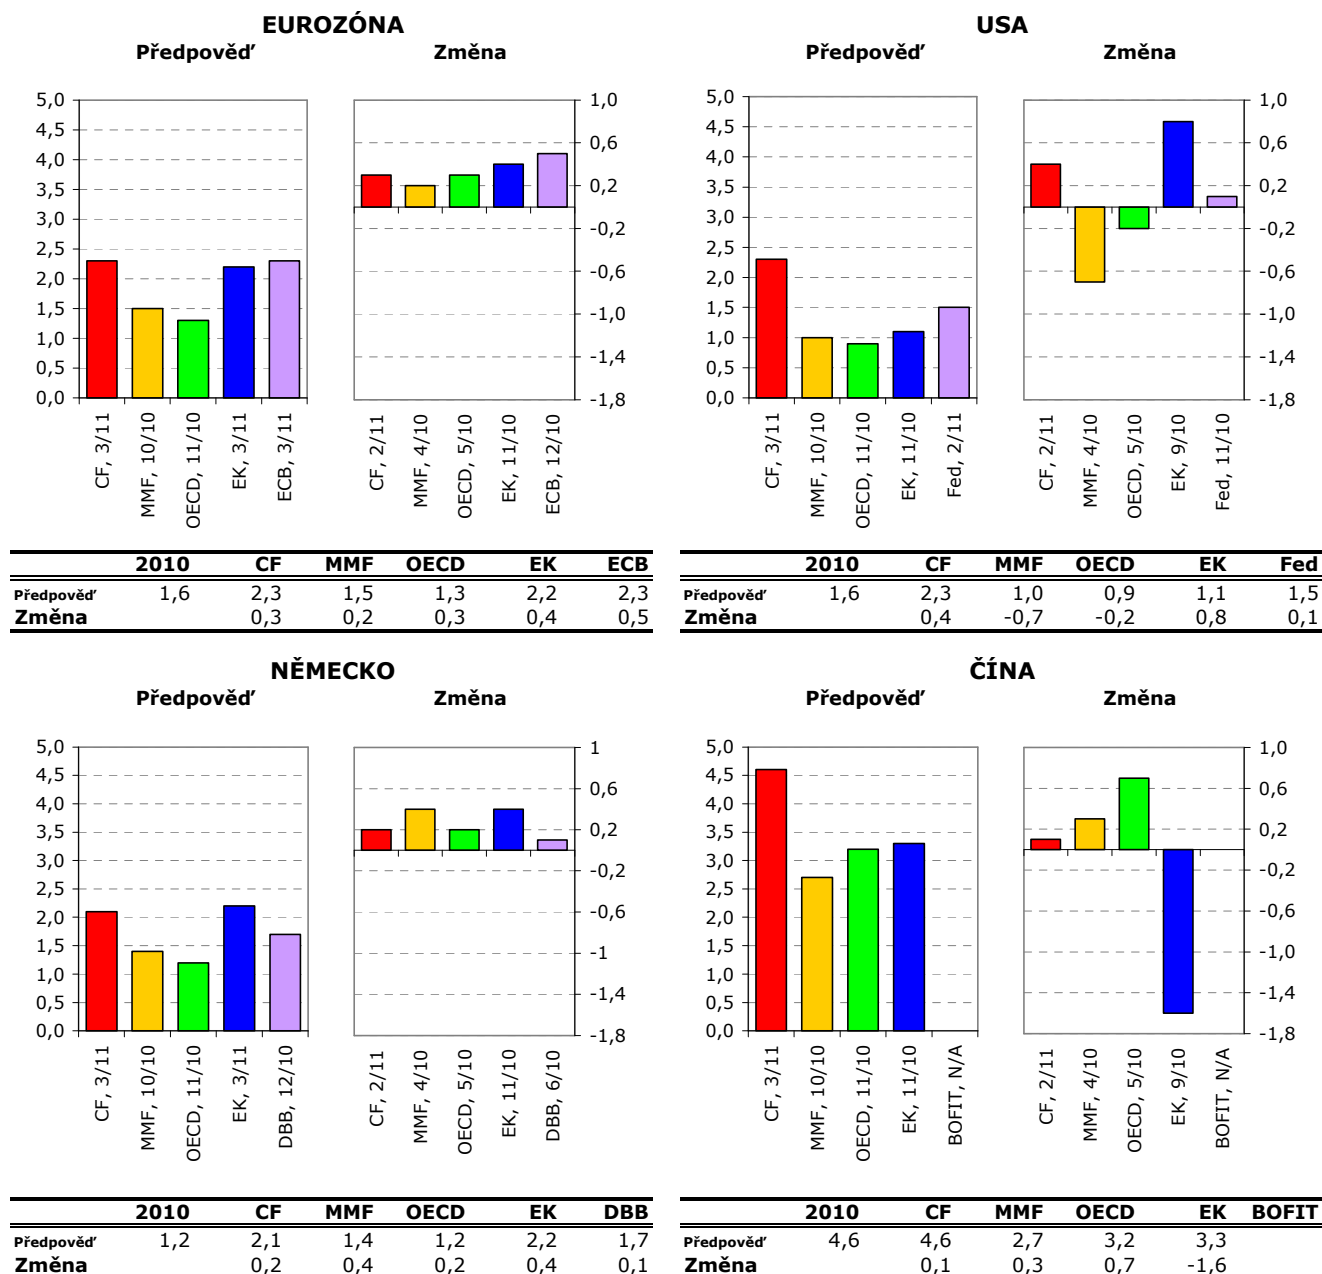 EUROZÓNA
Předpověď Změna
5,0
4,5
4,0
3,5
3,0
2,5
2,0
1,5
1,0
0,5
0,0
CF, 3/11
MMF, 10/10
OECD, 11/10
EK, 3/11
ECB, 3/11
1,0
0,6
0,2
-0,2
-0,6
-1,0
-1,4
-1,8
CF, 2/11
MMF, 4/10
OECD, 5/10
EK, 11/10
ECB, 12/10
2010 CF MMF OECD EK ECB
Předpověď 1,6 2,3 1,5 1,3 2,2 2,3
Změna 0,3 0,2 0,3 0,4 0,5
USA
Předpověď Změna
5,0
4,5
4,0
3,5
3,0
2,5
2,0
1,5
1,0
0,5
0,0
CF, 3/11
MMF, 10/10
OECD, 11/10
EK, 11/10
Fed, 2/11
1,0
0,6
0,2
-0,2
-0,6
-1,0
-1,4
-1,8
CF, 2/11
MMF, 4/10
OECD, 5/10
EK, 9/10
Fed, 11/10
2010 CF MMF OECD EK Fed
Předpověď 1,6 2,3 1,0 0,9 1,1 1,5
Změna 0,4 -0,7 -0,2 0,8 0,1
NĚMECKO
Předpověď Změna
5,0
4,5
4,0
3,5
3,0
2,5
2,0
1,5
1,0
0,5
0,0
CF, 3/11
MMF, 10/10
OECD, 11/10
EK, 3/11
DBB, 12/10
1
0,6
0,2
-0,2
-0,6
-1
-1,4
-1,8
CF, 2/11
MMF, 4/10
OECD, 5/10
EK, 11/10
DBB, 6/10
2010 CF MMF OECD EK DBB
Předpověď 1,2 2,1 1,4 1,2 2,2 1,7
Změna 0,2 0,4 0,2 0,4 0,1
ČÍNA
Předpověď Změna
5,0
4,5
4,0
3,5
3,0
2,5
2,0
1,5
1,0
0,5
0,0
CF, 3/11
MMF, 10/10
OECD, 11/10
EK, 11/10
BOFIT, N/A
1,0
0,6
0,2
-0,2
-0,6
-1,0
-1,4
-1,8
CF, 2/11
MMF, 4/10
OECD, 5/10
EK, 9/10
BOFIT, N/A
2010 CF MMF OECD EK BOFIT
Předpověď 4,6 4,6 2,7 3,2 3,3
Změna 0,1 0,3 0,7 -1,6